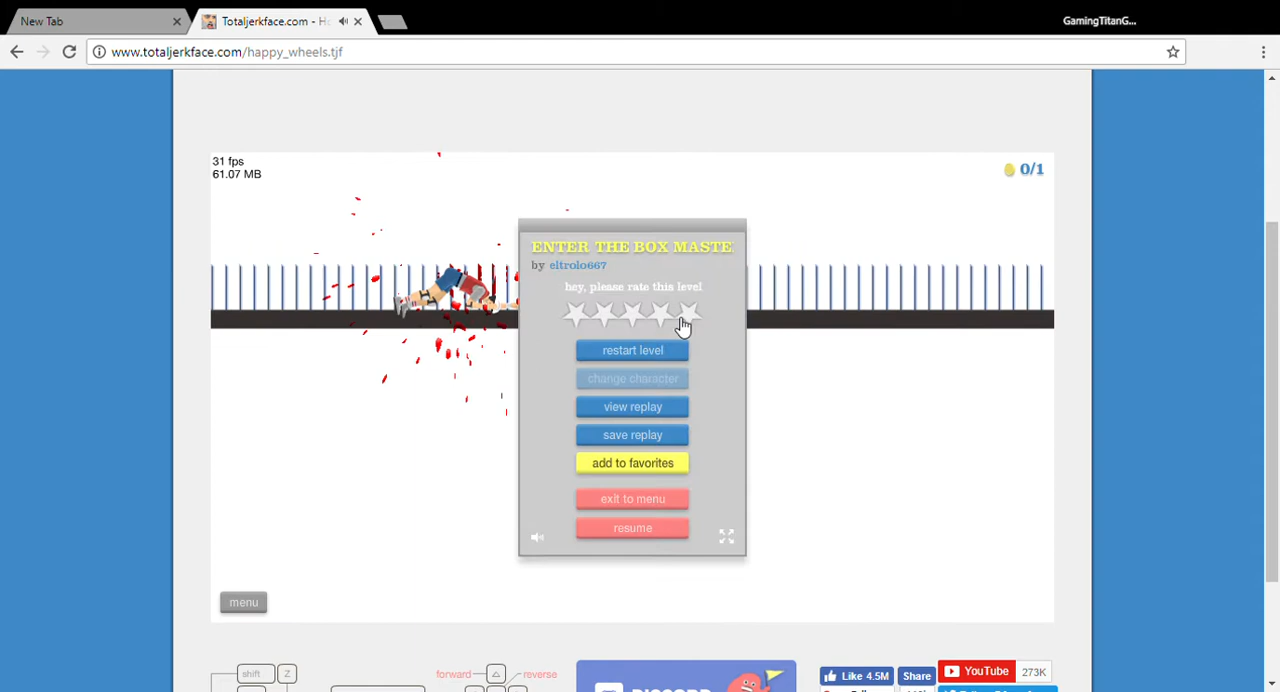 New Tab
Totaljerkface.com - Ha
GamingTitanG...
www.totaljerkface.com/happy_wheels.tjf
31 fps
61.07 MB
0/1
ENTER THE BOX MASTE
by eltrolo667
hey, please rate this level
restart level
change character
view replay
save replay
add to favorites
exit to menu
resume
menu
shift Z
forward reverse
DISCORD
Like 4.5M Share YouTube 273K